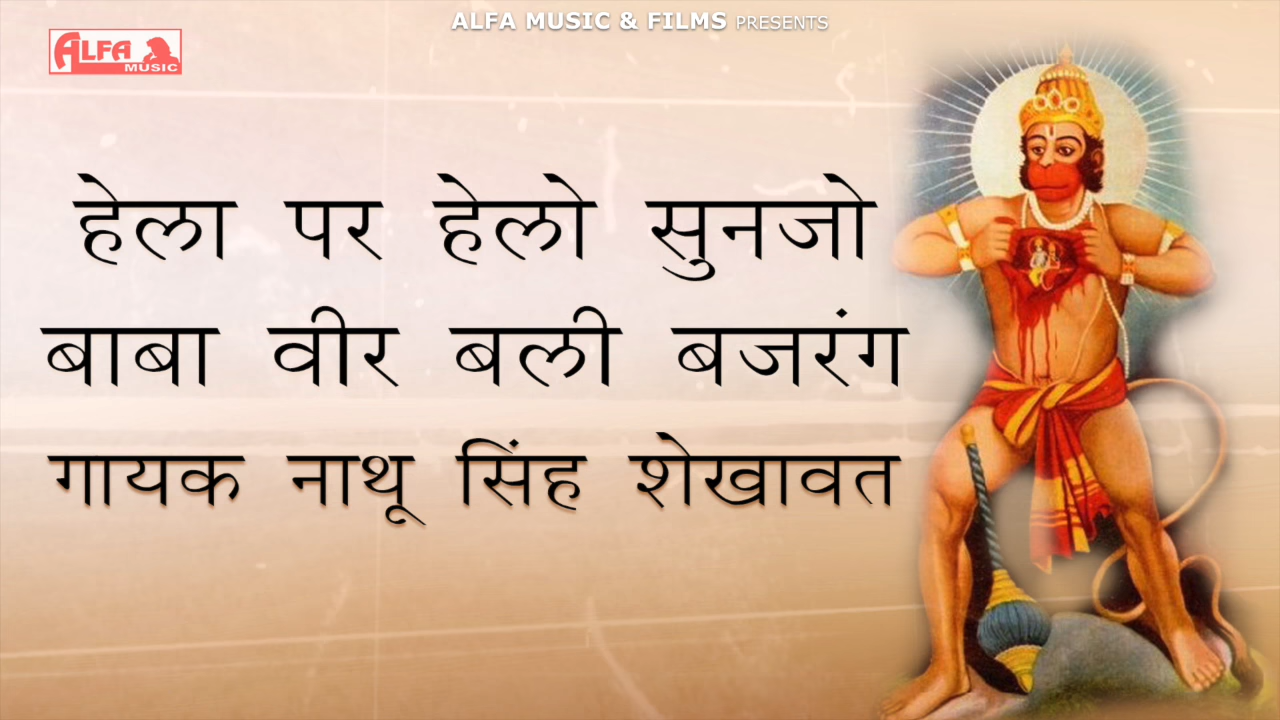 ALFA MUSIC & FILMS PRESENTS
ALFA
MUSIC
हेला पर हेलो सुनजो
बाबा वीर बली बजरंग
गायक नाथू सिंह शेखावत